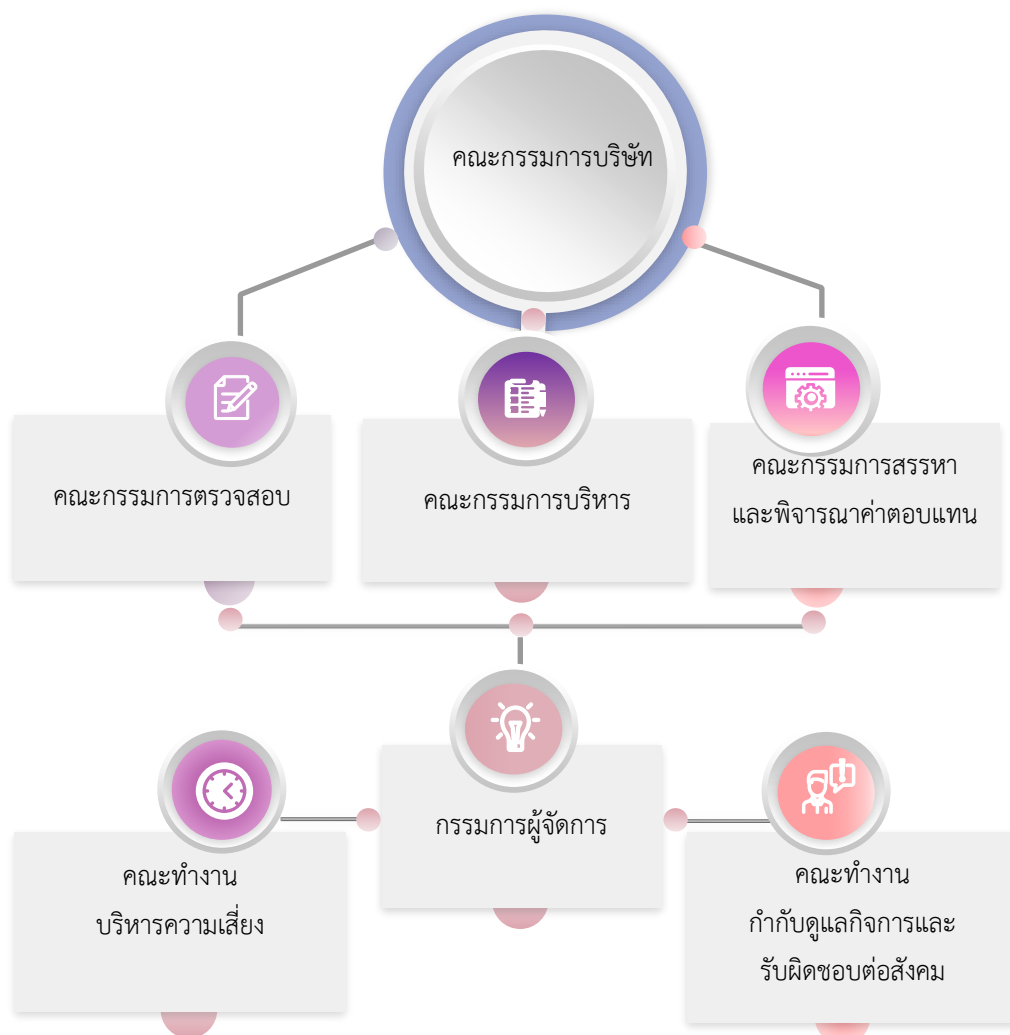 คณะกรรมการบริษัท
คณะกรรมการตรวจสอบ
คณะกรรมการบริหาร
คณะกรรมการสรรหา
และพิจารณาค่าตอบแทน
กรรมการผู้จัดการ
คณะทำงาน
บริหารความเสี่ยง
คณะทำงาน
กำกับดูแลกิจการและ
รับผิดชอบต่อสังคม